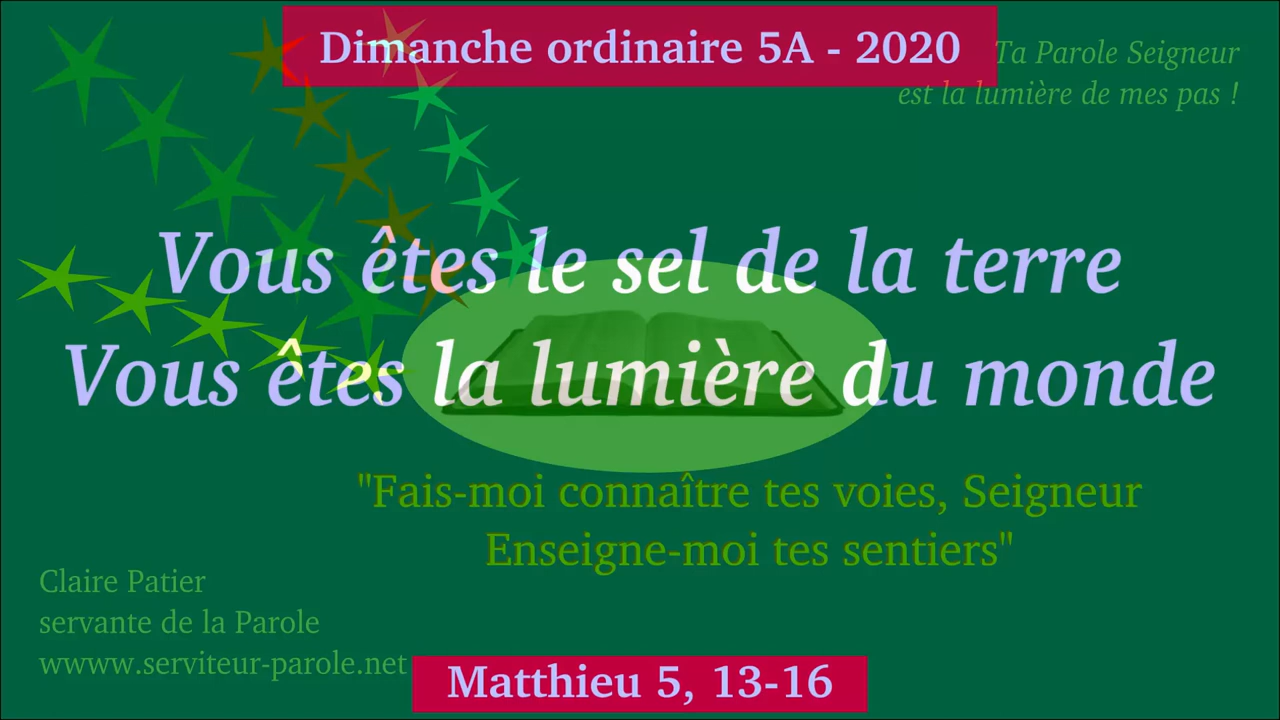 Dimanche ordinaire 5A - 2020
Ta Parole Seigneur
est la lumière de mes pas !
Vous êtes le sel de la terre
Vous êtes la lumière du monde
"Fais-moi connaître tes voies, Seigneur
Enseigne-moi tes sentiers"
Claire Patier
servante de la Parole
wwww.serviteur-parole.net
Matthieu 5, 13-16